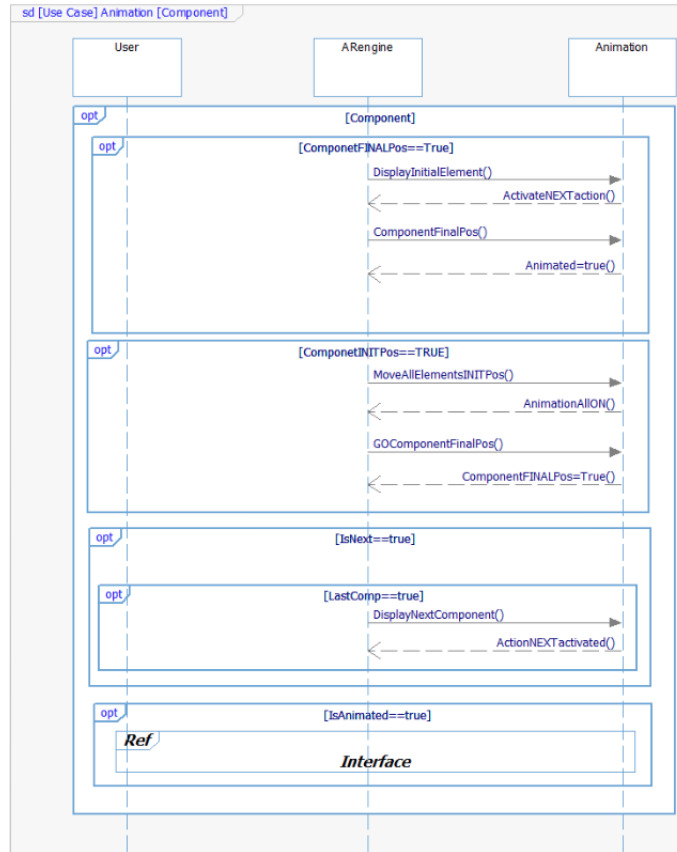 sd [Use Case] Animation [Component]
User
ARengine
Animation
opt
[Component]
opt
[ComponetFINALPos==True]
DisplayInitialElement()
ActivateNEXTaction()
ComponentFinalPos()
Animated=true()
opt
[ComponetINITPos==TRUE]
MoveAllElementsINITPos()
AnimationAllON()
GOComponentFinalPos()
ComponentFINALPos=True()
opt
[IsNext==true]
opt
[LastComp==true]
DisplayNextComponent()
ActionNEXTactivated()
opt
[IsAnimated==true]
Ref
Interface